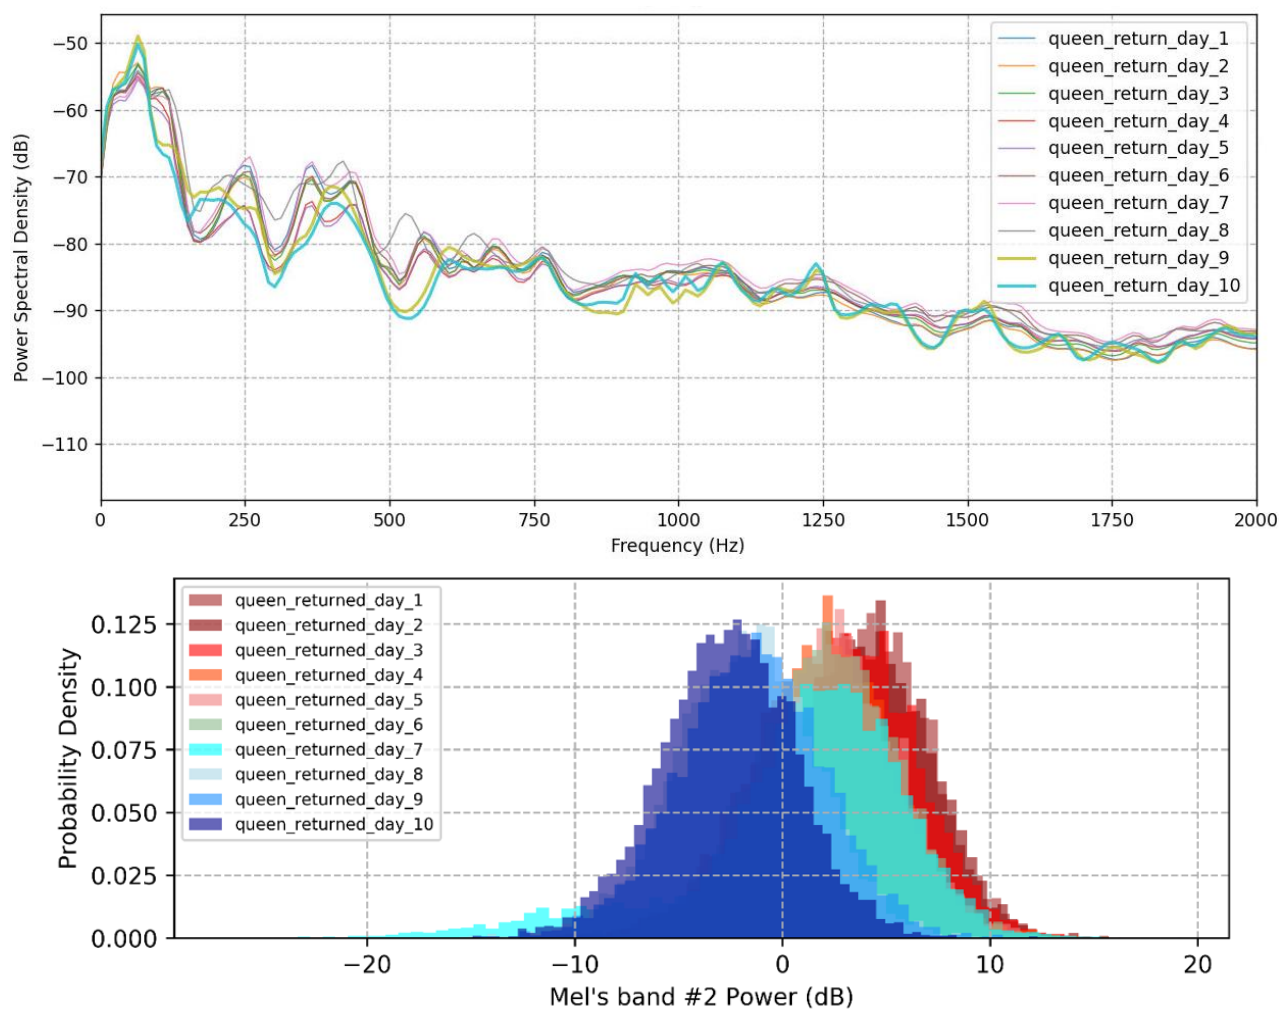 −50
−60
−70
−80
−90
−100
−110
Power Spectral Density (dB)
queen_return_day_1
queen_return_day_2
queen_return_day_3
queen_return_day_4
queen_return_day_5
queen_return_day_6
queen_return_day_7
queen_return_day_8
queen_return_day_9
queen_return_day_10
0 250 500 750 1000 1250 1500 1750 2000
Frequency (Hz)
0.125
0.100
0.075
0.050
0.025
0.000
Probability Density
queen_returned_day_1
queen_returned_day_2
queen_returned_day_3
queen_returned_day_4
queen_returned_day_5
queen_returned_day_6
queen_returned_day_7
queen_returned_day_8
queen_returned_day_9
queen_returned_day_10
−20 −10 0 10 20
Mel's band #2 Power (dB)